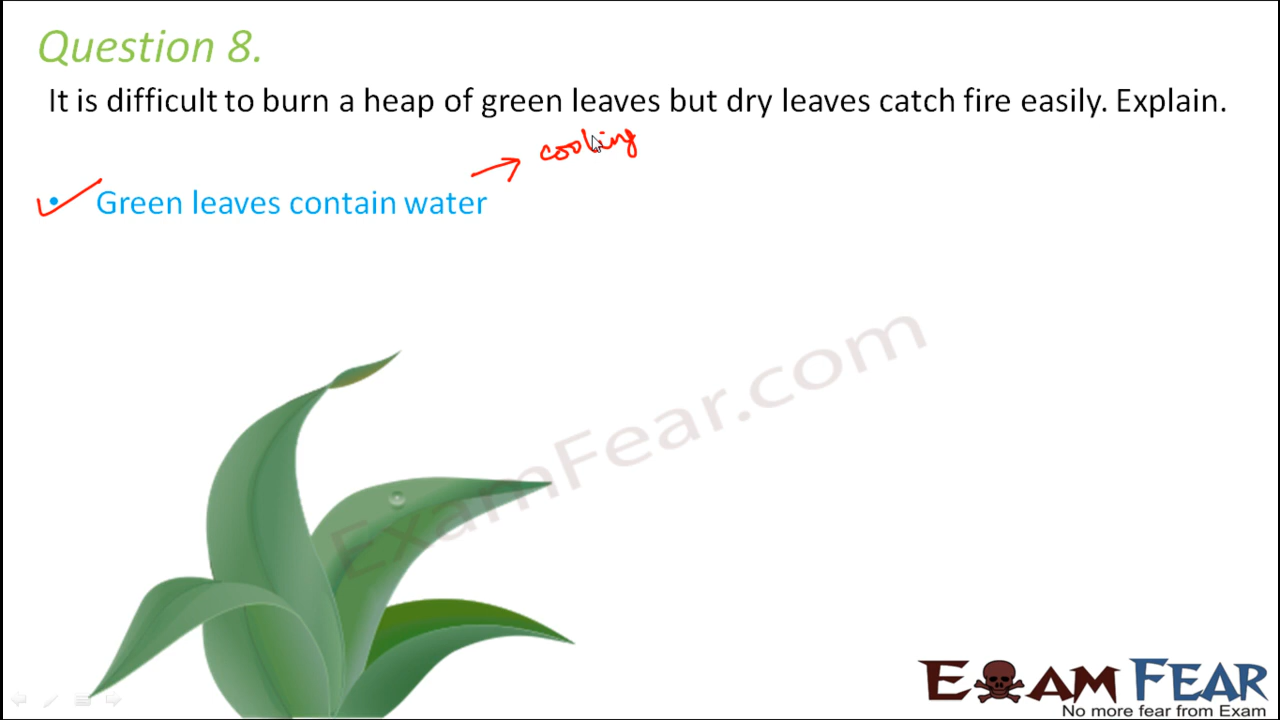 Question 8.
It is difficult to burn a heap of green leaves but dry leaves catch fire easily. Explain.
→ cooling
• Green leaves contain water
ExamFear.com
EXAM FEAR
No more fear from Exam